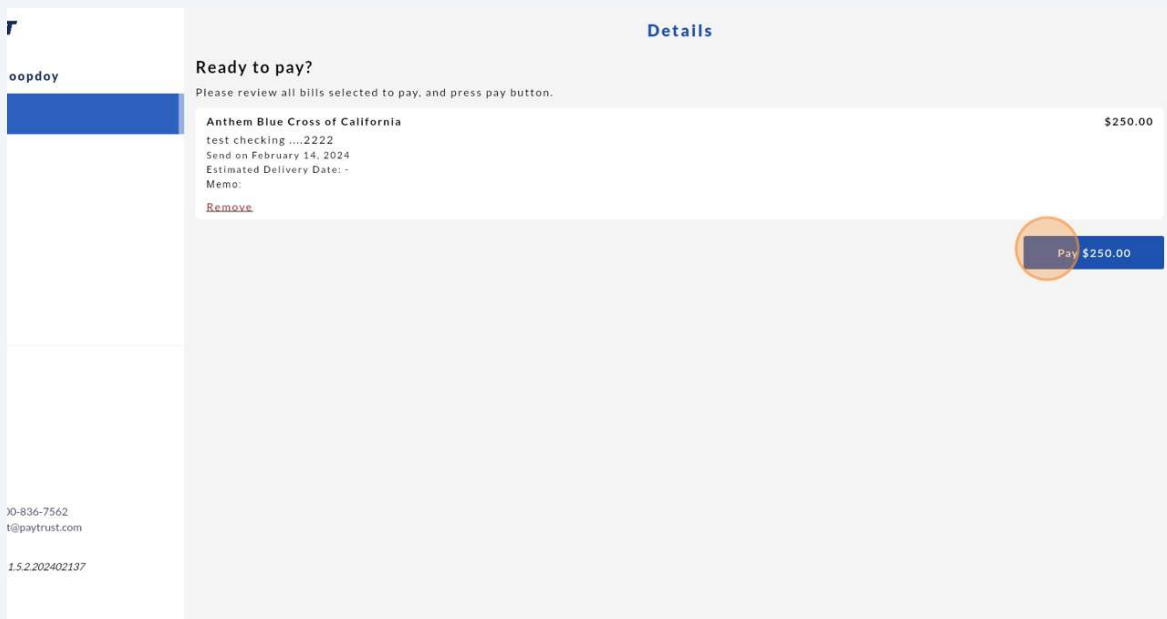 T
oopdoy
Details
Ready to pay?
Please review all bills selected to pay, and press pay button.
Anthem Blue Cross of California $250.00
test checking ....2222
Send on February 14, 2024
Estimated Delivery Date: -
Memo:
Remove
Pay $250.00
00-836-7562
t@paytrust.com
1.5.2.202402137